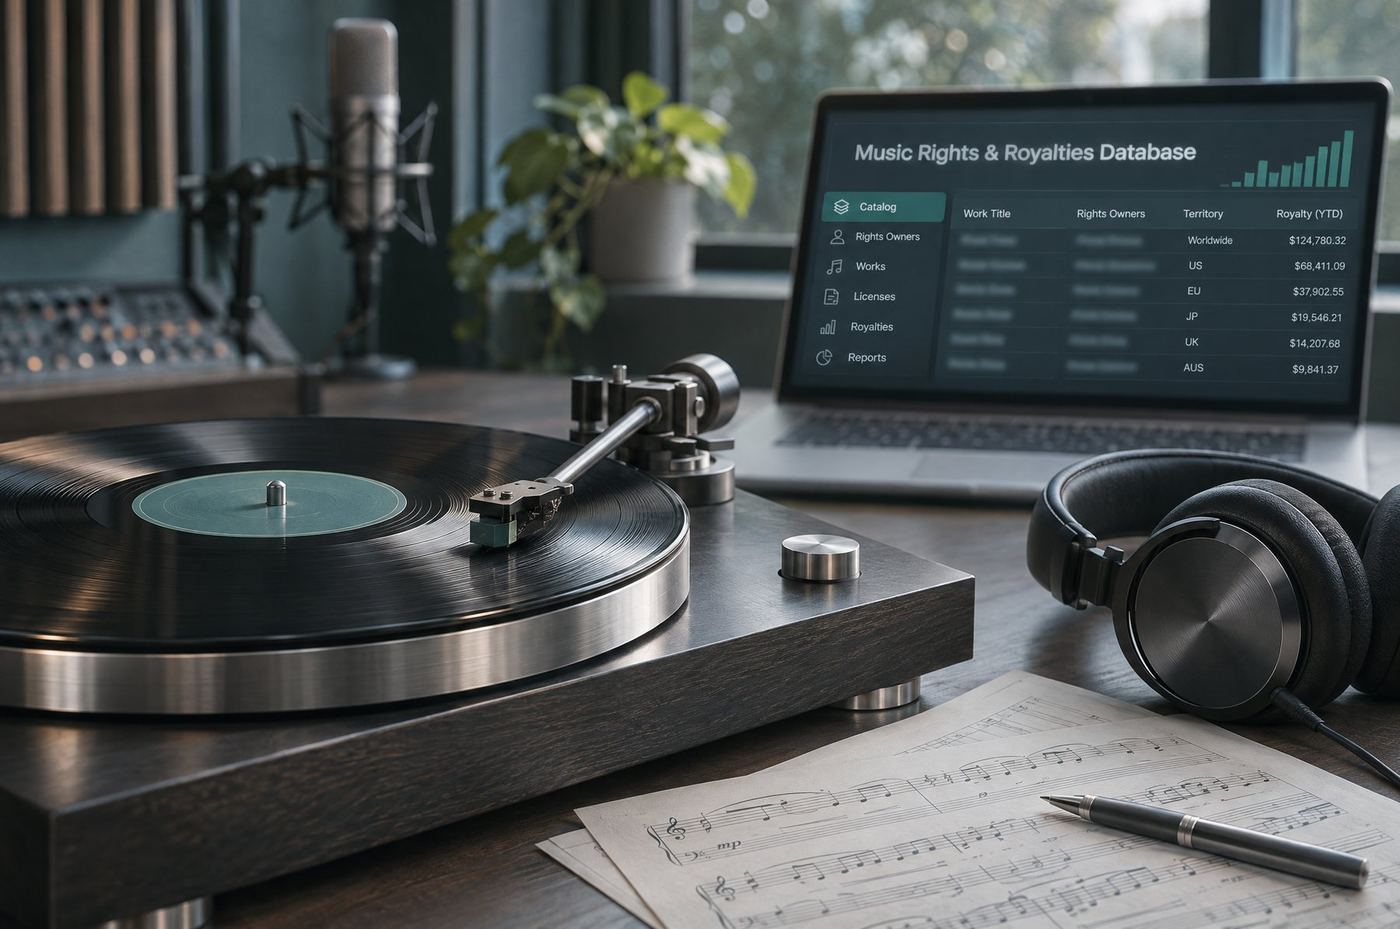 Music Rights & Royalties Database
Catalog
Rights Owners
Works
Licenses
Royalties
Reports
Work Title Rights Owners Territory Royalty (YTD)
Worldwide $124,780.32
US $68,411.09
EU $37,902.55
JP $19,546.21
UK $14,207.68
AUS $9,841.37